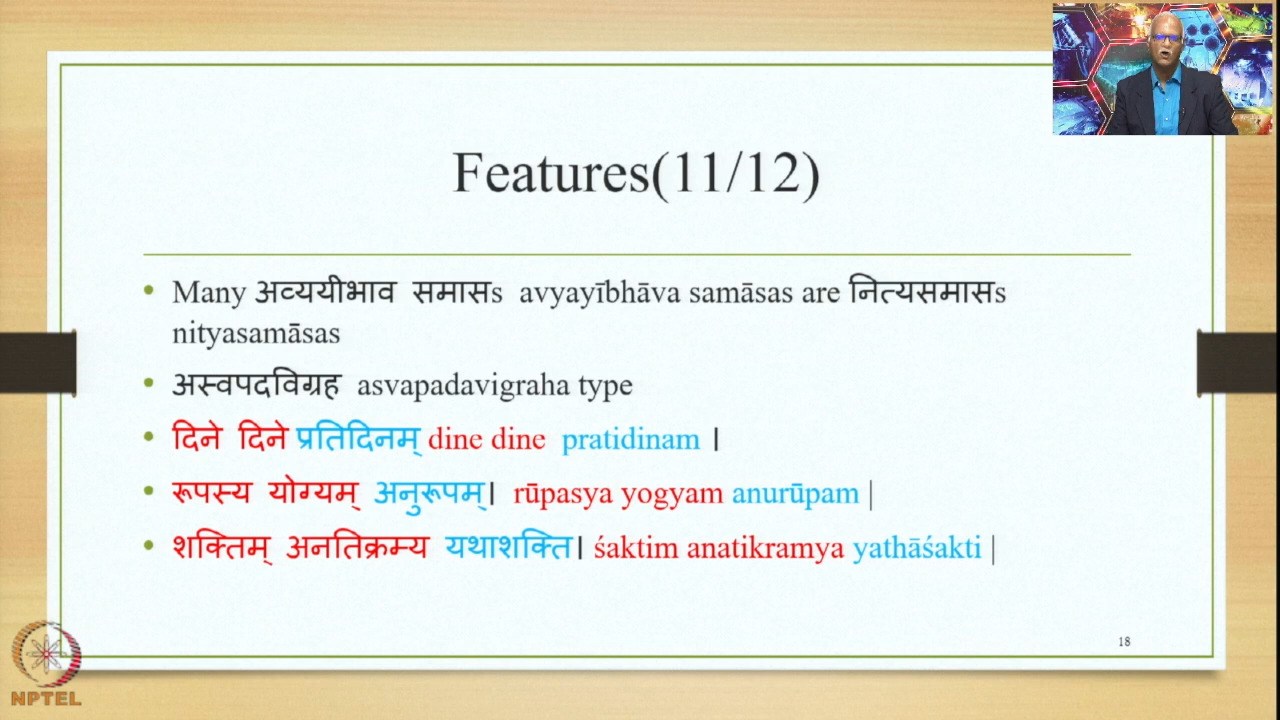 Features(11/12)
Many अव्ययीभाव समासs avyayībhāva samāsas are नित्यसमासs
nityasamāsas
अस्वपदविग्रह asvapadavigraha type
दिने दिने प्रतिदिनम् dine dine pratidinam ।
रूपस्य योग्यम् अनुरूपम्। rūpasya yogyam anurūpam |
शक्तिम् अनतिक्रम्य यथाशक्ति। śaktim anatikramya yathāśakti |
18
NPTEL